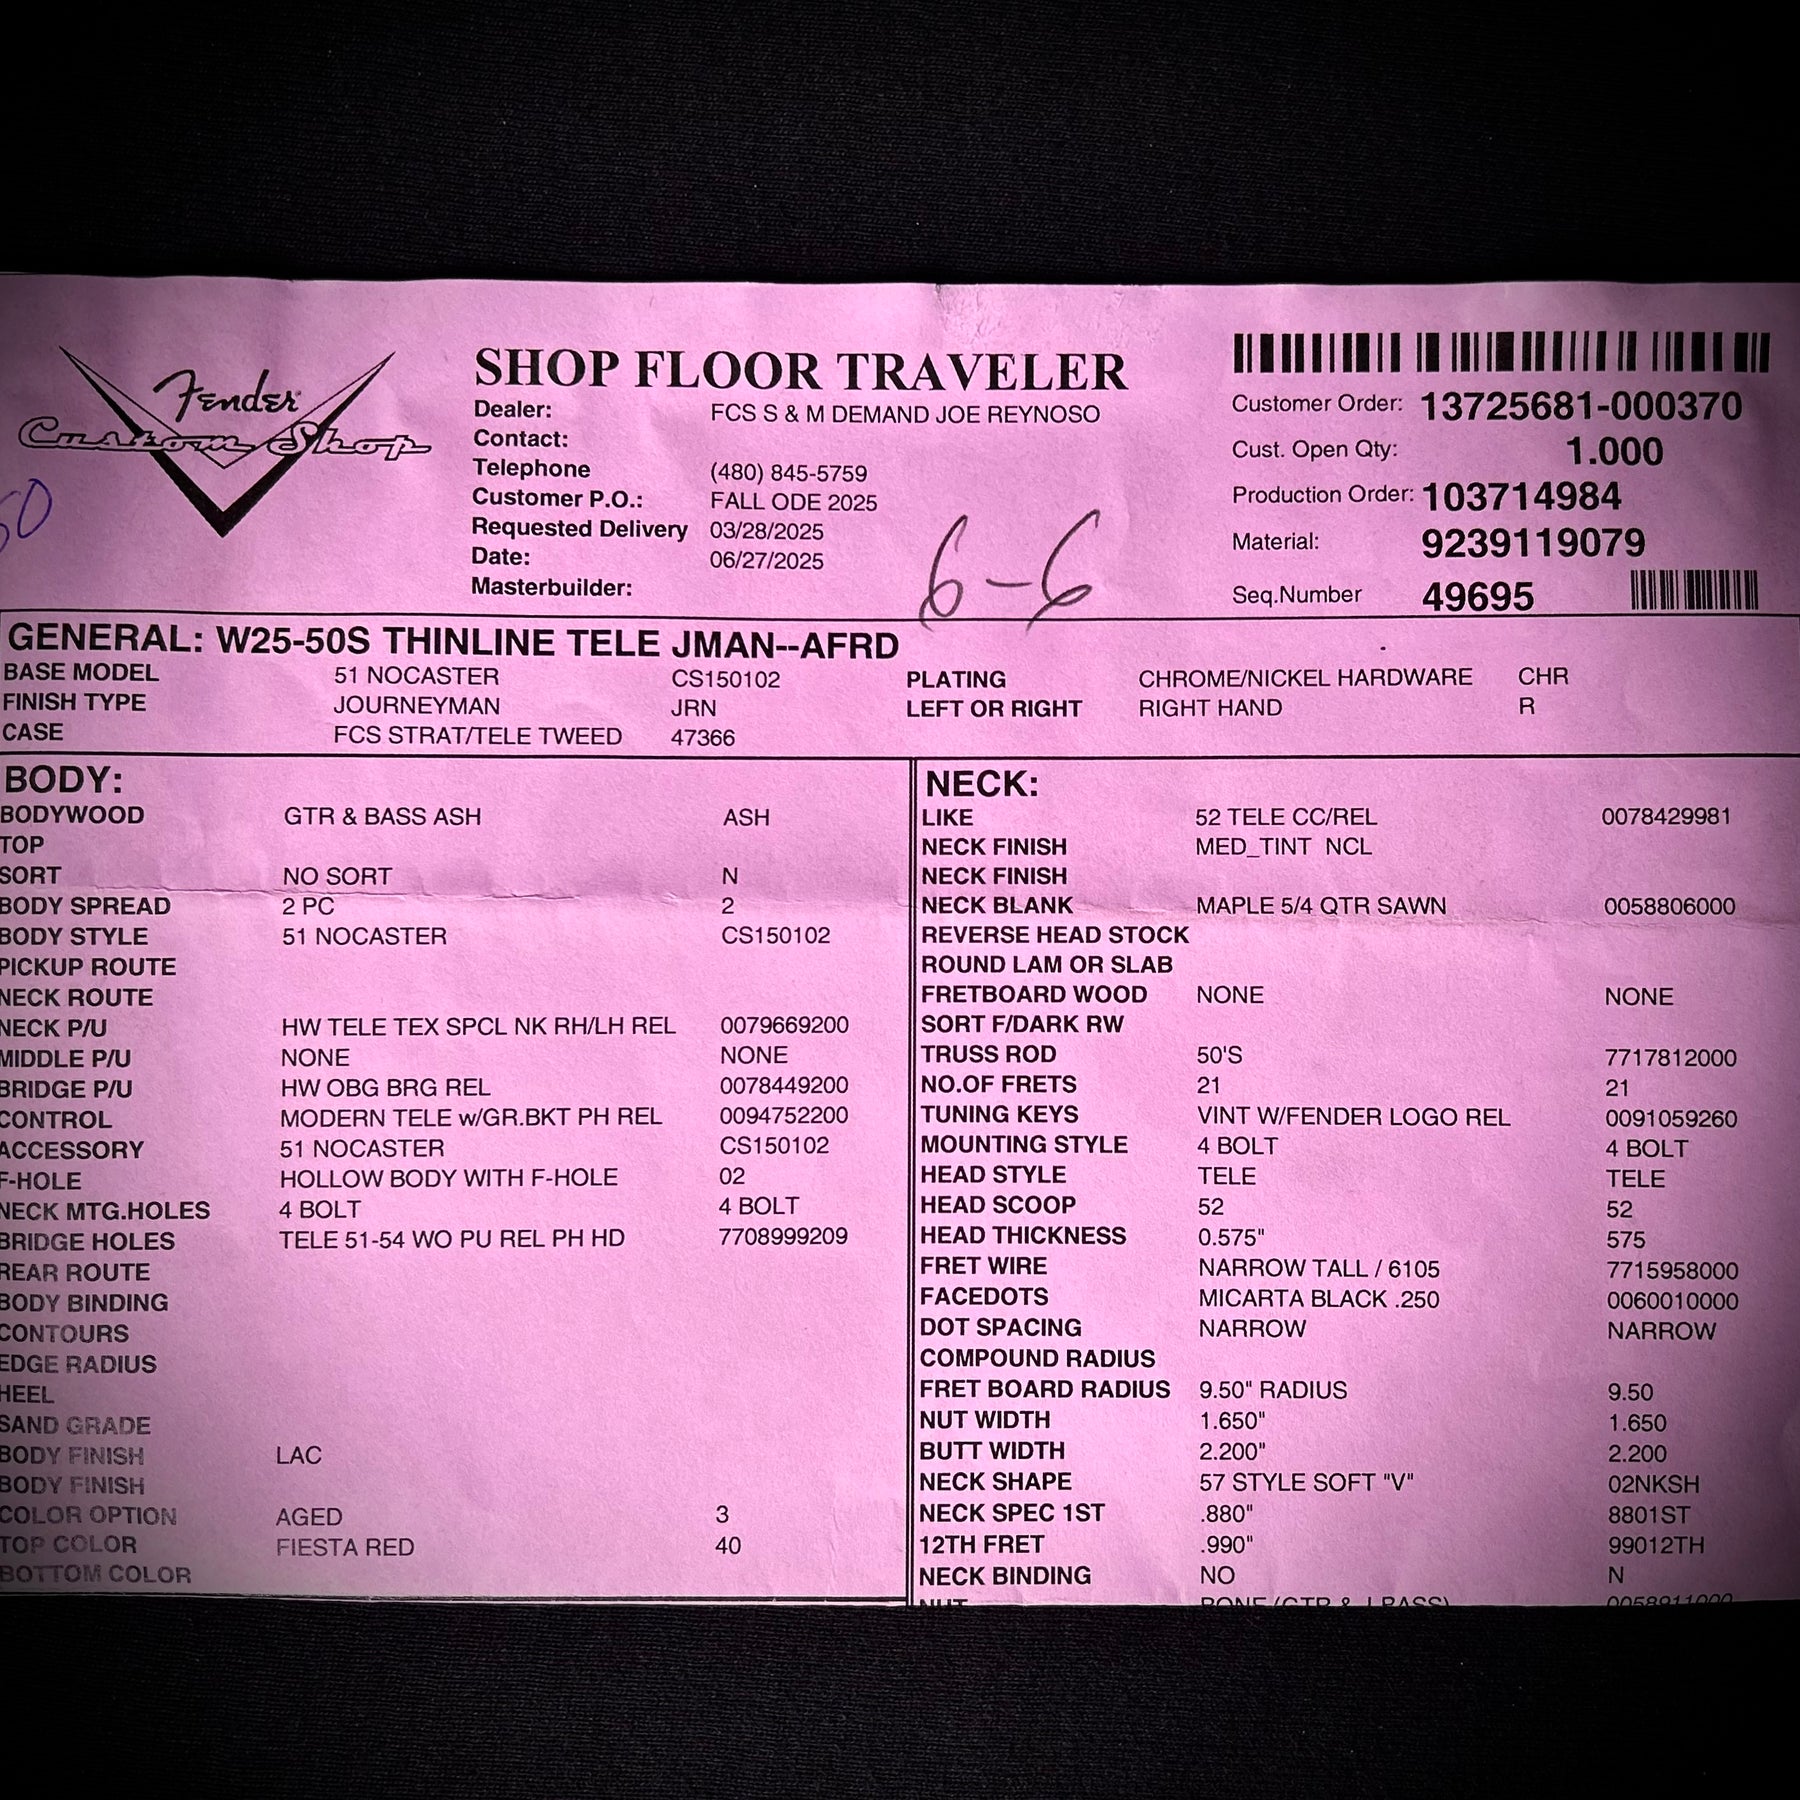 Fender
Custom Shop
SHOP FLOOR TRAVELER
Dealer: FCS S & M DEMAND JOE REYNOSO
Contact:
Telephone (480) 845-5759
Customer P.O.: FALL ODE 2025
Requested Delivery 03/28/2025
Date: 06/27/2025
Masterbuilder:
6-6
Customer Order: 13725681-000370
Cust. Open Qty: 1.000
Production Order: 103714984
Material: 9239119079
Seq.Number 49695
GENERAL: W25-50S THINLINE TELE JMAN--AFRD
BASE MODEL 51 NOCASTER CS150102
FINISH TYPE JOURNEYMAN JRN
CASE FCS STRAT/TELE TWEED 47366
PLATING CHROME/NICKEL HARDWARE CHR
LEFT OR RIGHT RIGHT HAND R
BODY:
BODYWOOD GTR & BASS ASH ASH
TOP
SORT NO SORT N
BODY SPREAD 2 PC 2
BODY STYLE 51 NOCASTER CS150102
PICKUP ROUTE
NECK ROUTE
NECK P/U HW TELE TEX SPCL NK RH/LH REL 0079669200
MIDDLE P/U NONE NONE
BRIDGE P/U HW OBG BRG REL 0078449200
CONTROL MODERN TELE w/GR.BKT PH REL 0094752200
ACCESSORY 51 NOCASTER CS150102
F-HOLE HOLLOW BODY WITH F-HOLE 02
NECK MTG.HOLES 4 BOLT 4 BOLT
BRIDGE HOLES TELE 51-54 WO PU REL PH HD 7708999209
REAR ROUTE
BODY BINDING
CONTOURS
EDGE RADIUS
HEEL
SAND GRADE
BODY FINISH LAC
BODY FINISH
COLOR OPTION AGED 3
TOP COLOR FIESTA RED 40
BOTTOM COLOR
NECK:
LIKE 52 TELE CC/REL 0078429981
NECK FINISH MED_TINT NCL
NECK FINISH
NECK BLANK MAPLE 5/4 QTR SAWN 0058806000
REVERSE HEAD STOCK
ROUND LAM OR SLAB
FRETBOARD WOOD NONE NONE
SORT F/DARK RW
TRUSS ROD 50'S 7717812000
NO.OF FRETS 21 21
TUNING KEYS VINT W/FENDER LOGO REL 0091059260
MOUNTING STYLE 4 BOLT 4 BOLT
HEAD STYLE TELE TELE
HEAD SCOOP 52 52
HEAD THICKNESS 0.575" 575
FRET WIRE NARROW TALL / 6105 7715958000
FACEDOTS MICARTA BLACK .250 0060010000
DOT SPACING NARROW NARROW
COMPOUND RADIUS
FRET BOARD RADIUS 9.50" RADIUS 9.50
NUT WIDTH 1.650" 1.650
BUTT WIDTH 2.200" 2.200
NECK SHAPE 57 STYLE SOFT "V" 02NKSH
NECK SPEC 1ST .880" 8801ST
12TH FRET .990" 99012TH
NECK BINDING NO N
NUT BONE (GTR & J BASS) 0058911000